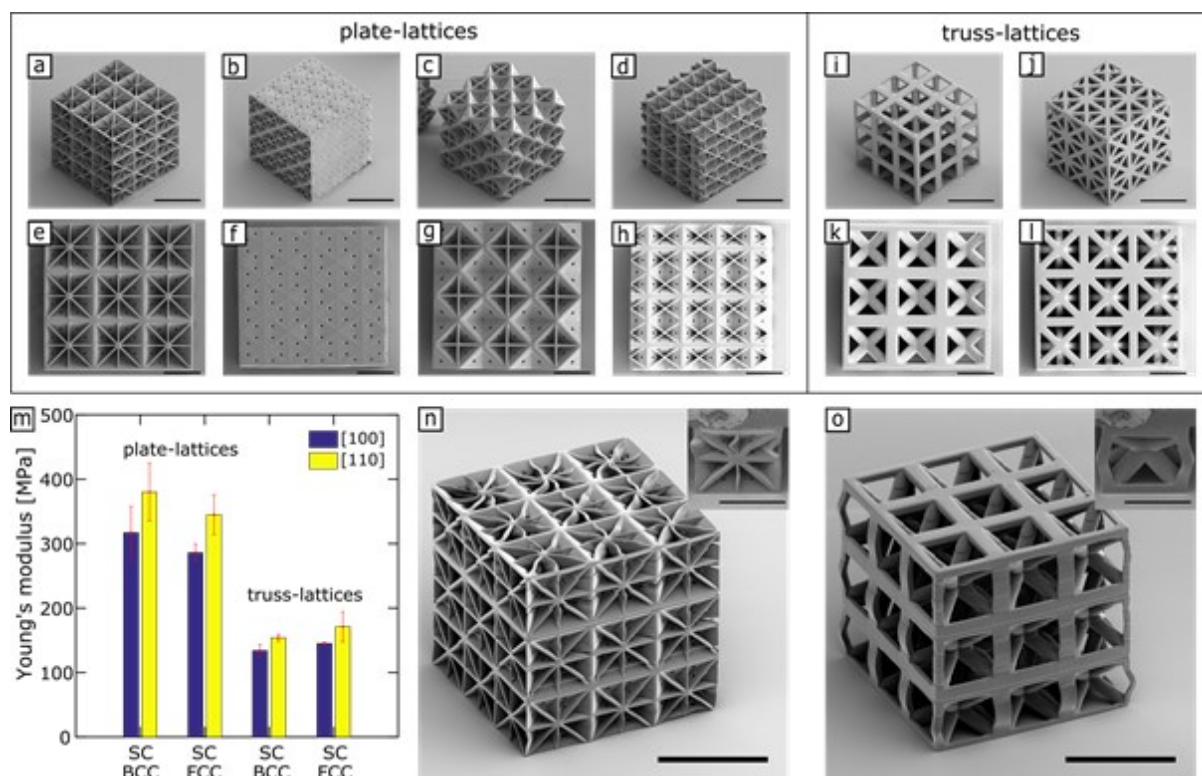 plate-lattices
truss-lattices
a
b
c
d
i
j
e
f
g
h
k
l
m
500
400
300
200
100
0
Young's modulus [MPa]
plate-lattices
[100]
[110]
truss-lattices
SC
SC
SC
SC
BCC
FCC
BCC
FCC
n
o